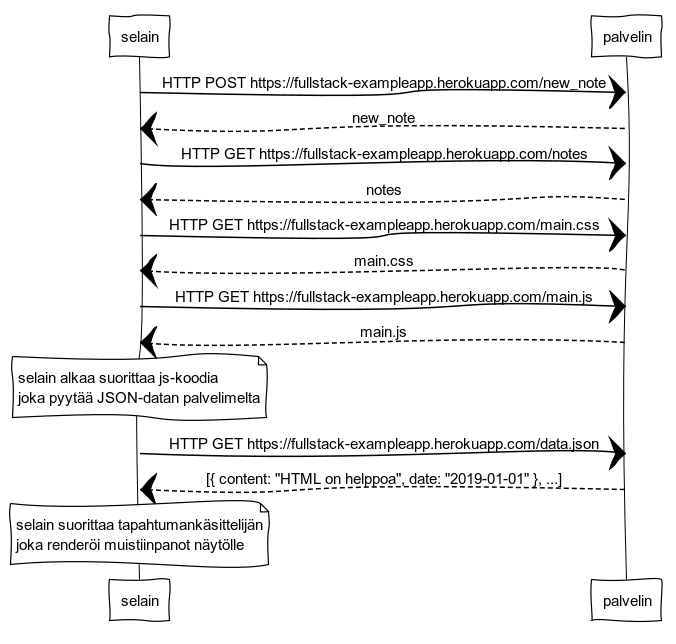 selain palvelin
HTTP POST https://fullstack-exampleapp.herokuapp.com/new_note
new_note
HTTP GET https://fullstack-exampleapp.herokuapp.com/notes
notes
HTTP GET https://fullstack-exampleapp.herokuapp.com/main.css
main.css
HTTP GET https://fullstack-exampleapp.herokuapp.com/main.js
main.js
selain alkaa suorittaa js-koodia
joka pyytää JSON-datan palvelimelta
HTTP GET https://fullstack-exampleapp.herokuapp.com/data.json
[{ content: "HTML on helppoa", date: "2019-01-01" }, ...]
selain suorittaa tapahtumankäsittelijän
joka renderöi muistiinpanot näytölle
selain palvelin